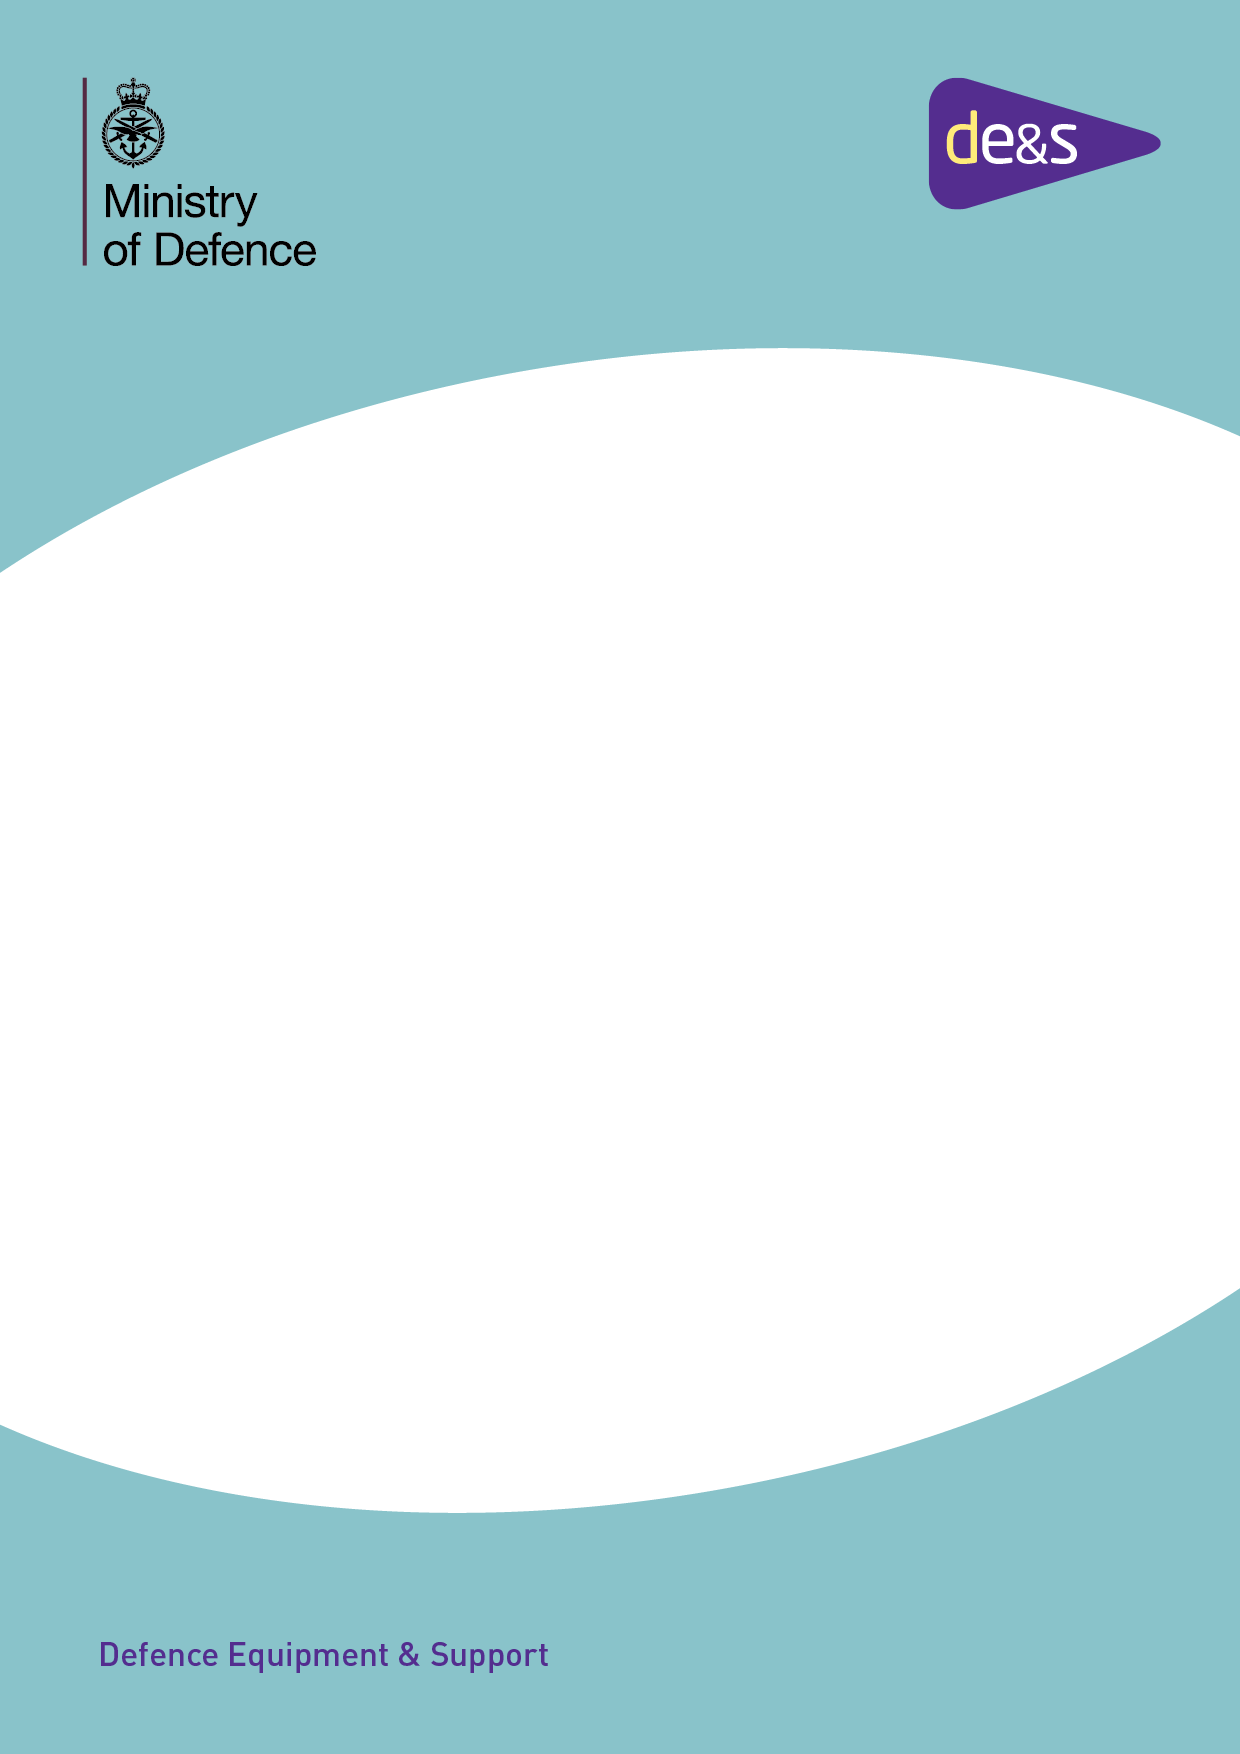 Ministry
of Defence
de&s
Defence Equipment & Support